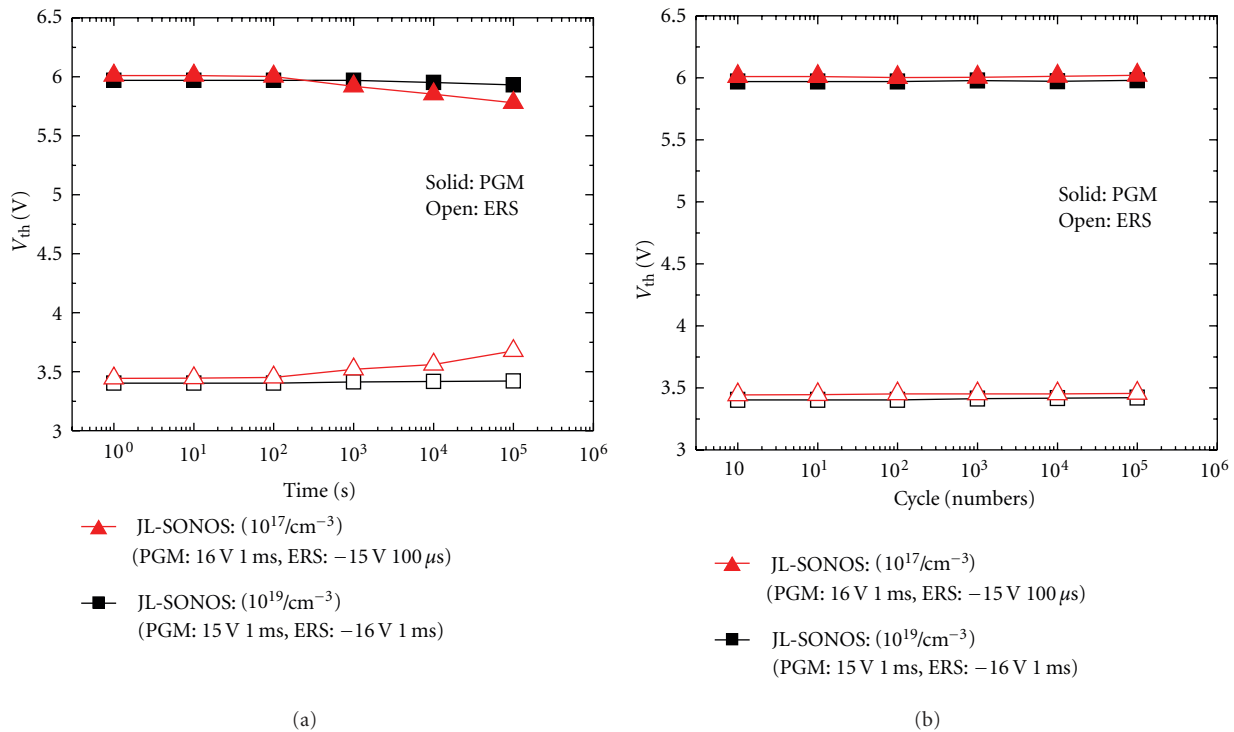 6.5
6
5.5
5
4.5
4
3.5
3
V_th (V)
Solid: PGM
Open: ERS
10^0 10^1 10^2 10^3 10^4 10^5 10^6
Time (s)
JL-SONOS: (10^17/cm^−3)
(PGM: 16 V 1 ms, ERS: −15 V 100 μs)
JL-SONOS: (10^19/cm^−3)
(PGM: 15 V 1 ms, ERS: −16 V 1 ms)
(a)
6.5
6
5.5
5
4.5
4
3.5
3
V_th (V)
Solid: PGM
Open: ERS
10 10^1 10^2 10^3 10^4 10^5 10^6
Cycle (numbers)
JL-SONOS: (10^17/cm^−3)
(PGM: 16 V 1 ms, ERS: −15 V 100 μs)
JL-SONOS: (10^19/cm^−3)
(PGM: 15 V 1 ms, ERS: −16 V 1 ms)
(b)